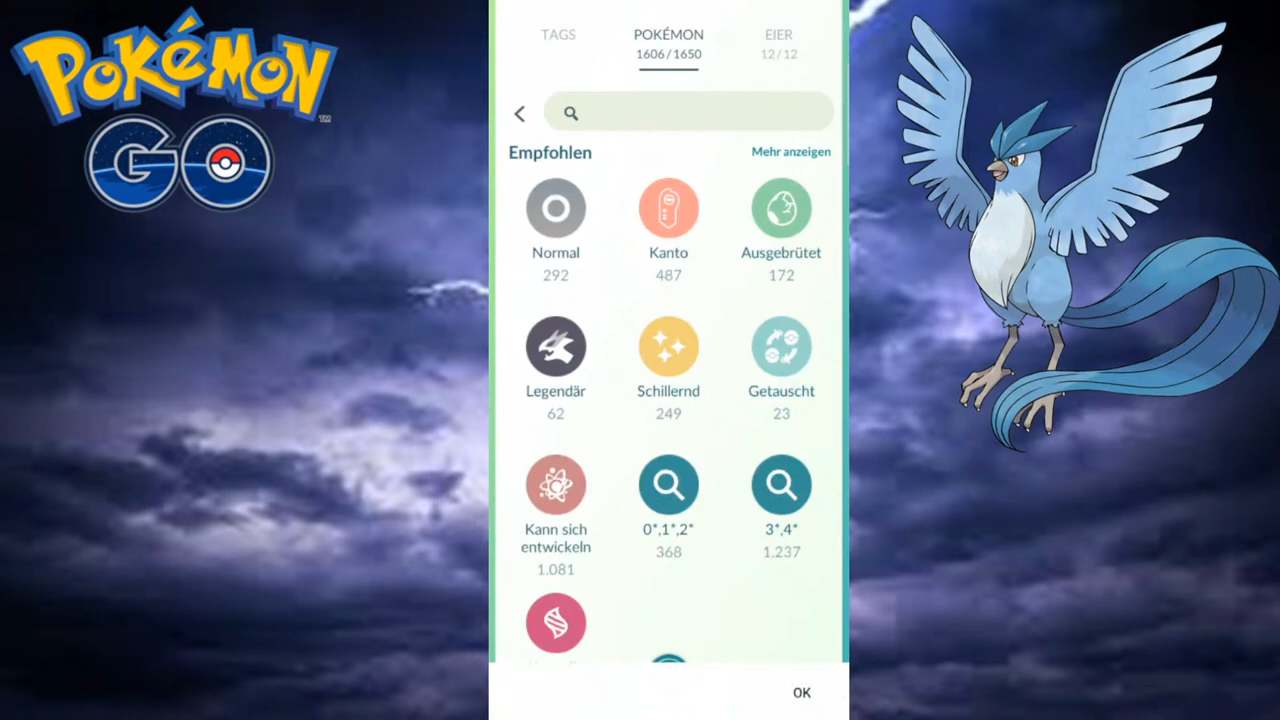 POKéMON
TM
GO
TAGS
POKÉMON
EIER
1606 / 1650
12 / 12
Empfohlen
Mehr anzeigen
Normal
Kanto
Ausgebrütet
292
487
172
Legendär
Schillernd
Getauscht
62
249
23
Kann sich
entwickeln
0*,1*,2*
3*,4*
368
1.237
1.081
OK